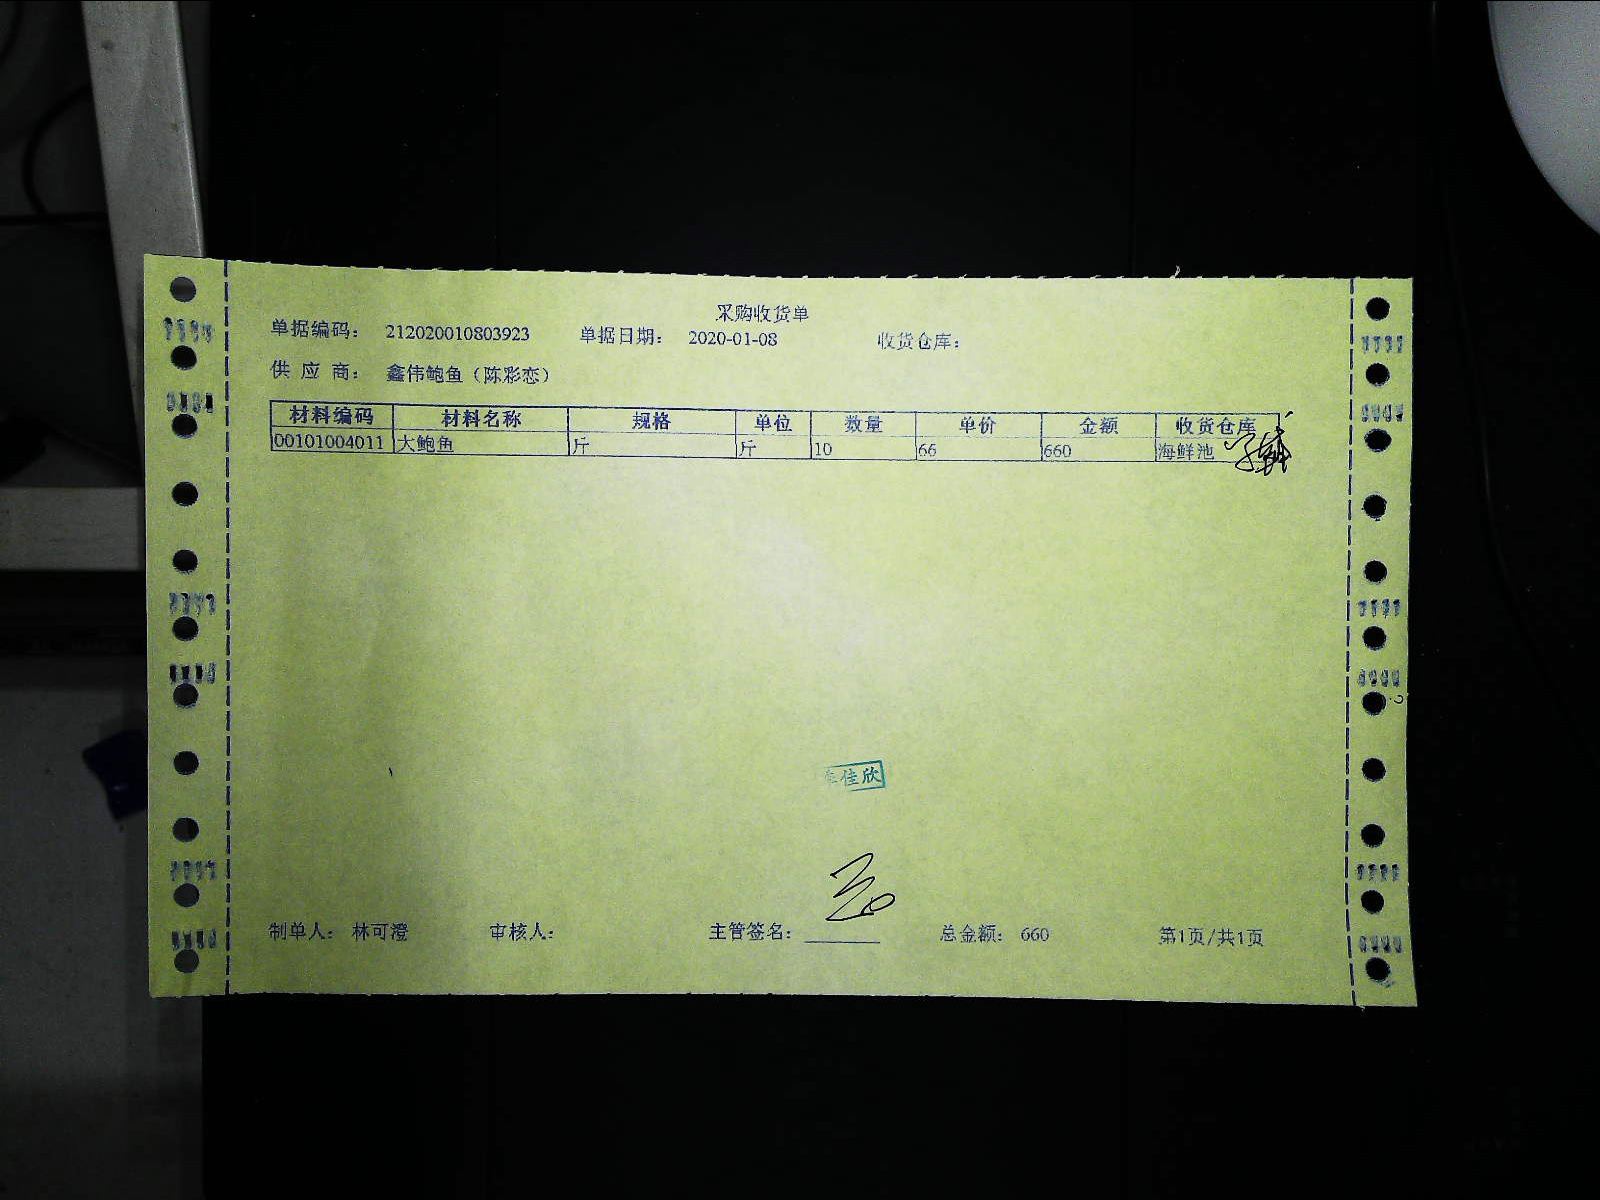 采购收货单
单据编码： 212020010803923 单据日期： 2020-01-08 收货仓库：
供 应 商： 鑫伟鲍鱼（陈彩恋）
材料编码 材料名称 规格 单位 数量 单价 金额 收货仓库
00101004011 大鲍鱼 斤 斤 10 66 660 海鲜池
佳欣
制单人： 林可澄 审核人： 主管签名： 总金额： 660 第1页/共1页